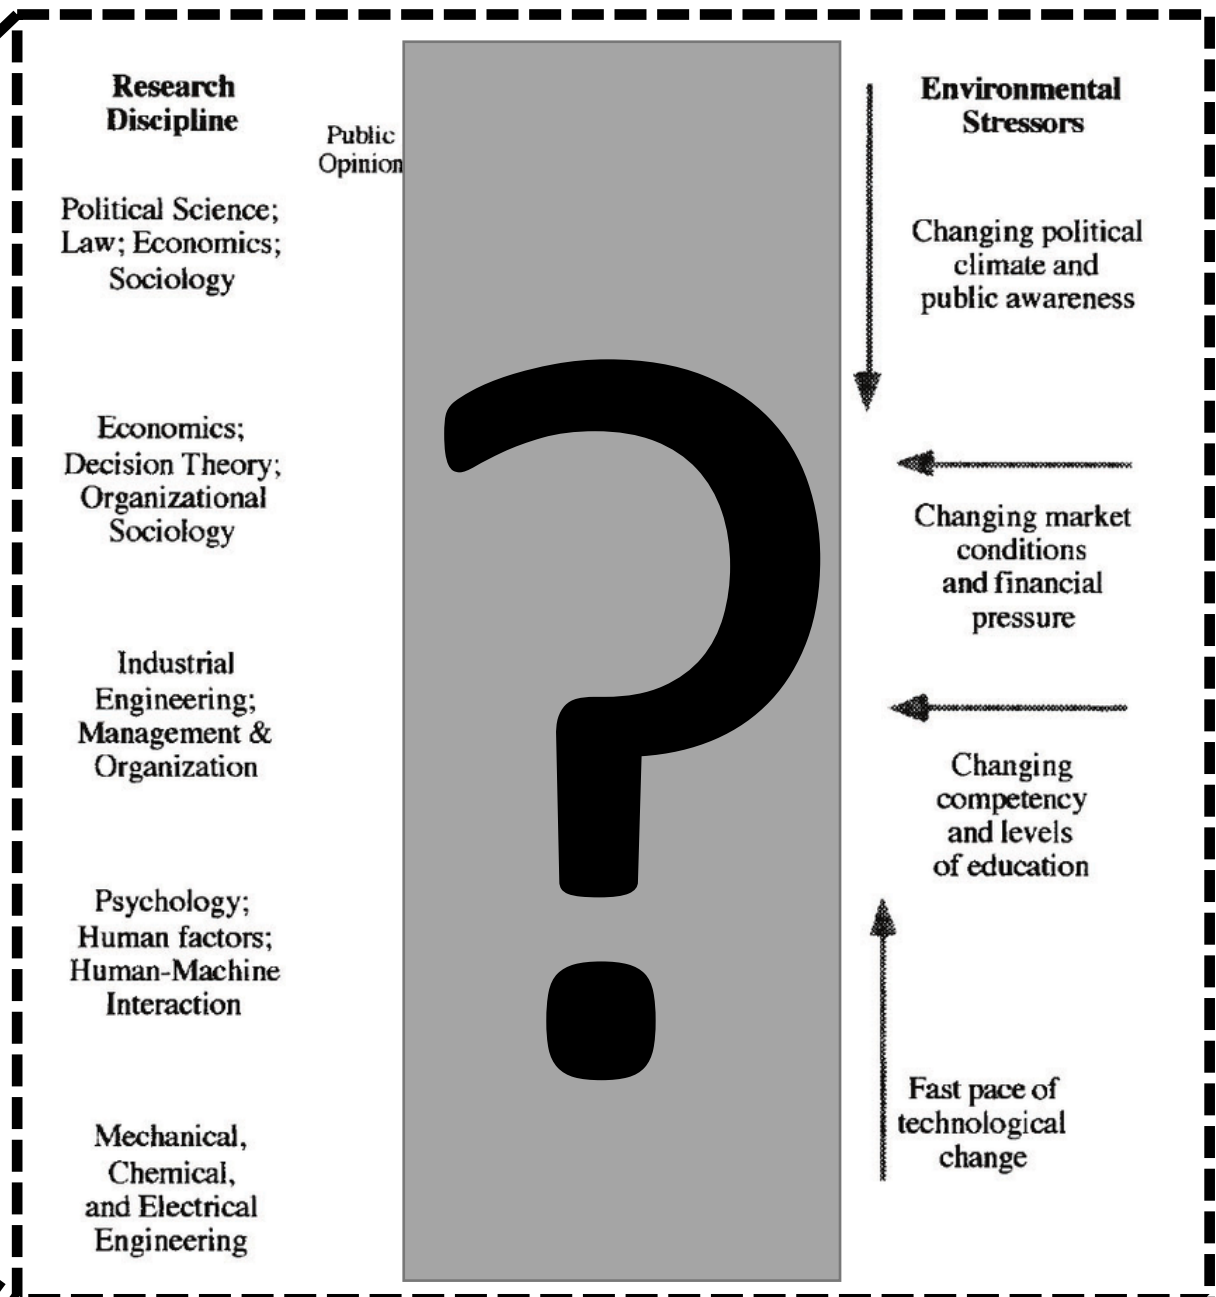 Research
Discipline
Public
Opinion
Political Science;
Law; Economics;
Sociology
Economics;
Decision Theory;
Organizational
Sociology
Industrial
Engineering;
Management &
Organization
Psychology;
Human factors;
Human-Machine
Interaction
Mechanical,
Chemical,
and Electrical
Engineering
?
Environmental
Stressors
Changing political
climate and
public awareness
Changing market
conditions
and financial
pressure
Changing
competency
and levels
of education
Fast pace of
technological
change